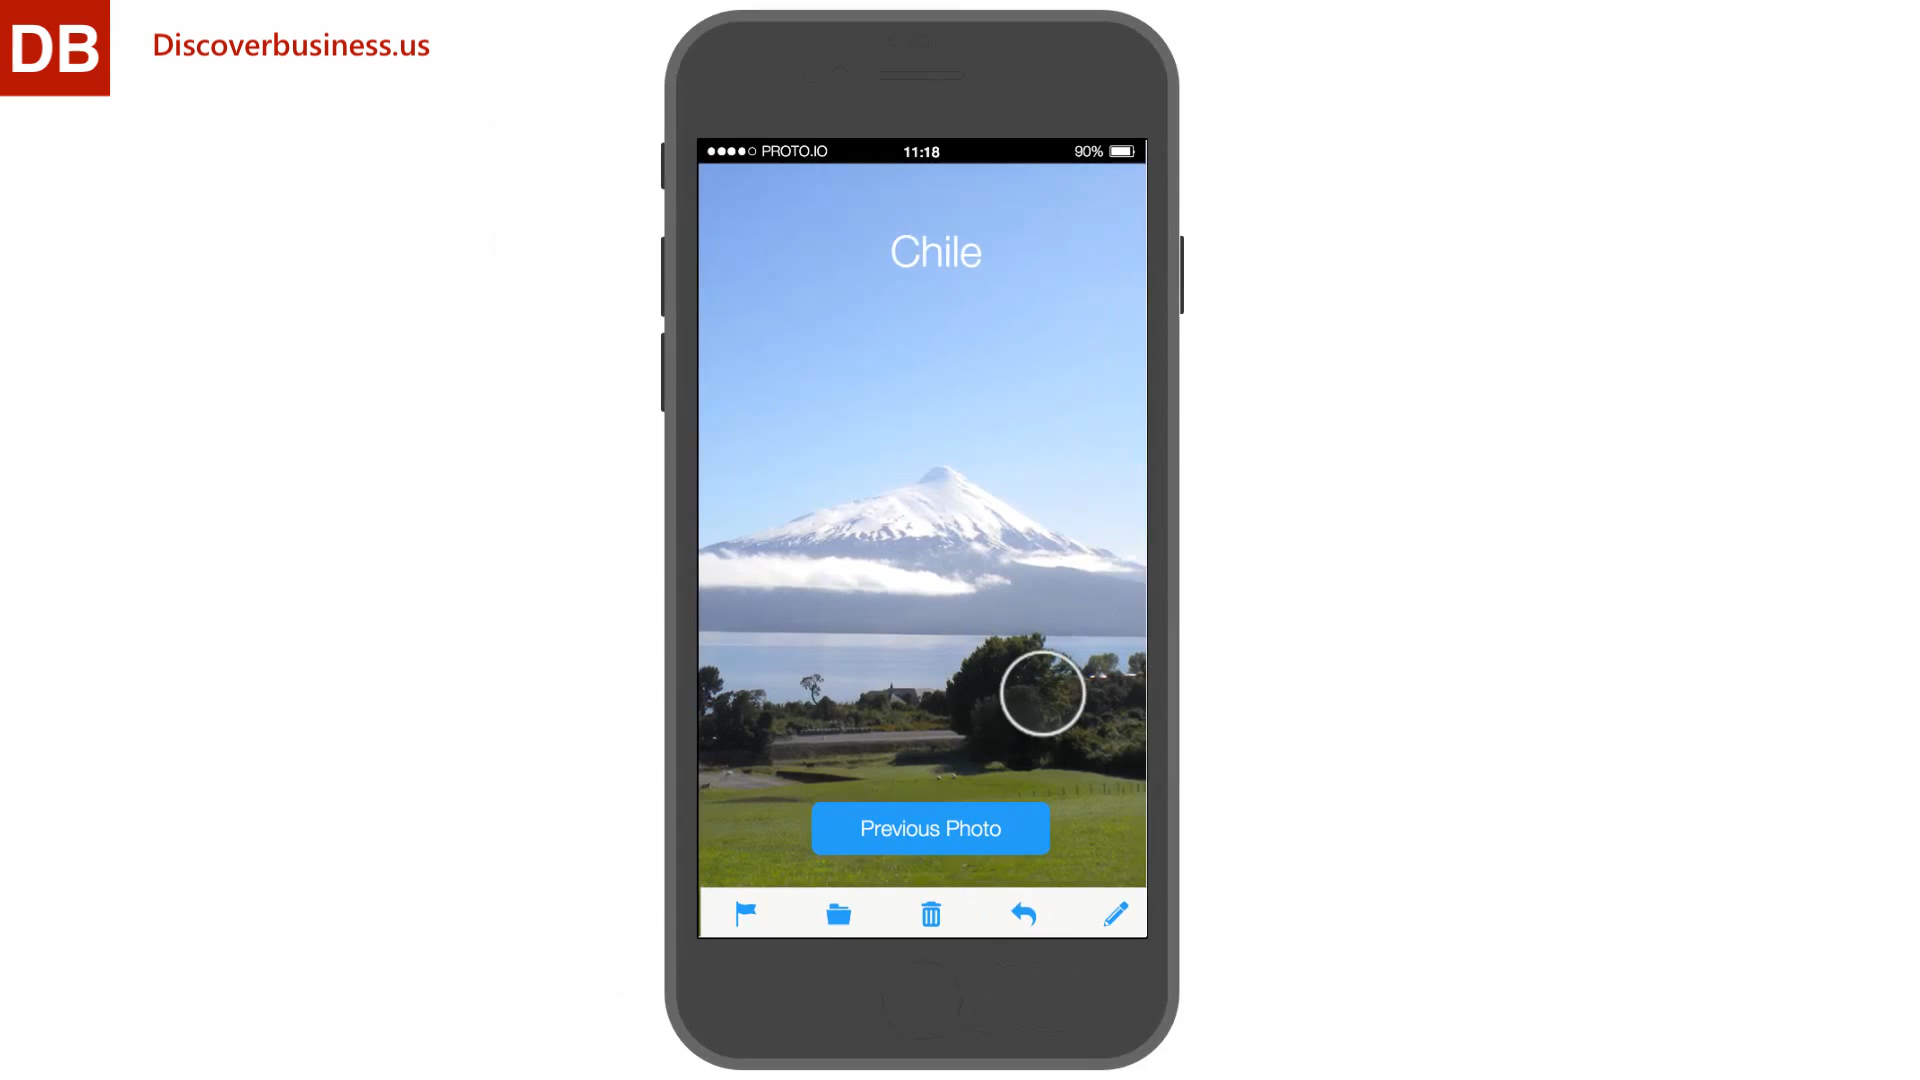 DB
Discoverbusiness.us
PROTO.IO
11:18
90%
Chile
Previous Photo